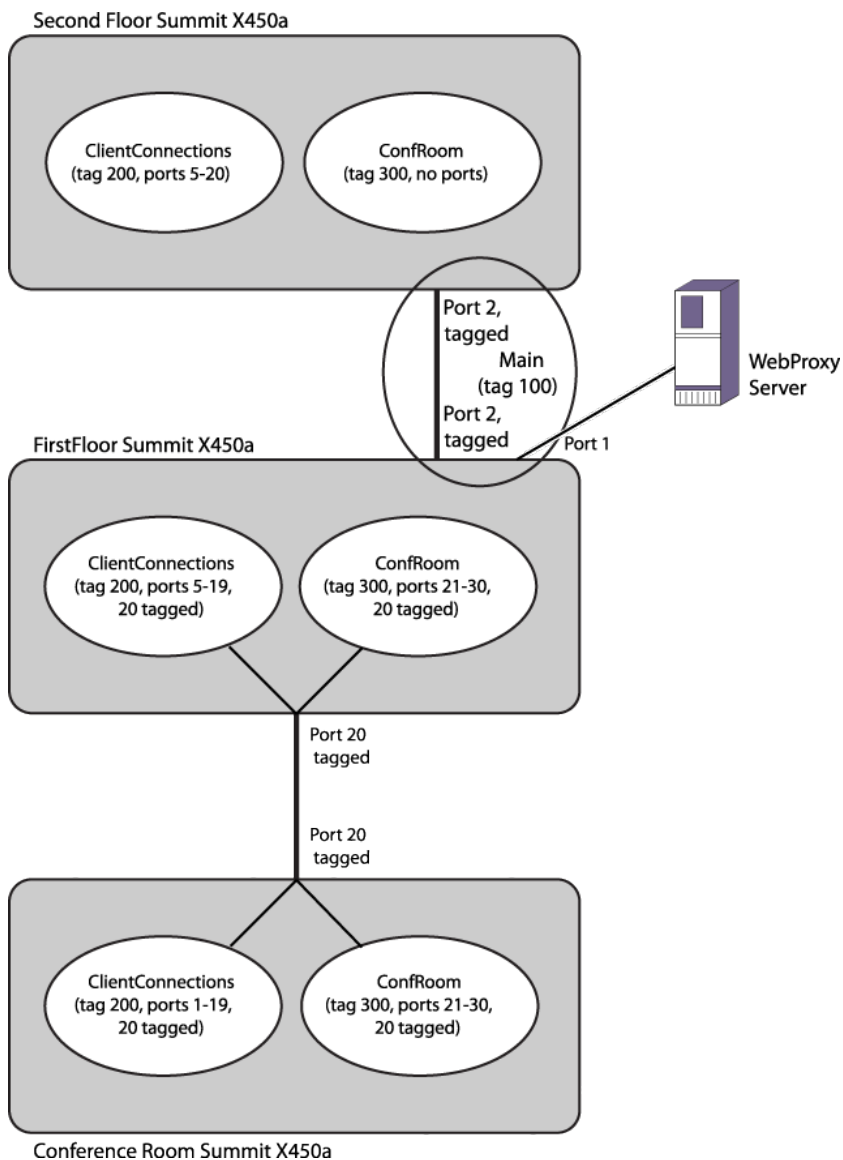 Second Floor Summit X450a
ClientConnections
(tag 200, ports 5-20)
ConfRoom
(tag 300, no ports)
Port 2,
tagged
Main
(tag 100)
Port 2,
tagged
WebProxy
Server
Port 1
FirstFloor Summit X450a
ClientConnections
(tag 200, ports 5-19,
20 tagged)
ConfRoom
(tag 300, ports 21-30,
20 tagged)
Port 20
tagged
Port 20
tagged
ClientConnections
(tag 200, ports 1-19,
20 tagged)
ConfRoom
(tag 300, ports 21-30,
20 tagged)
Conference Room Summit X450a